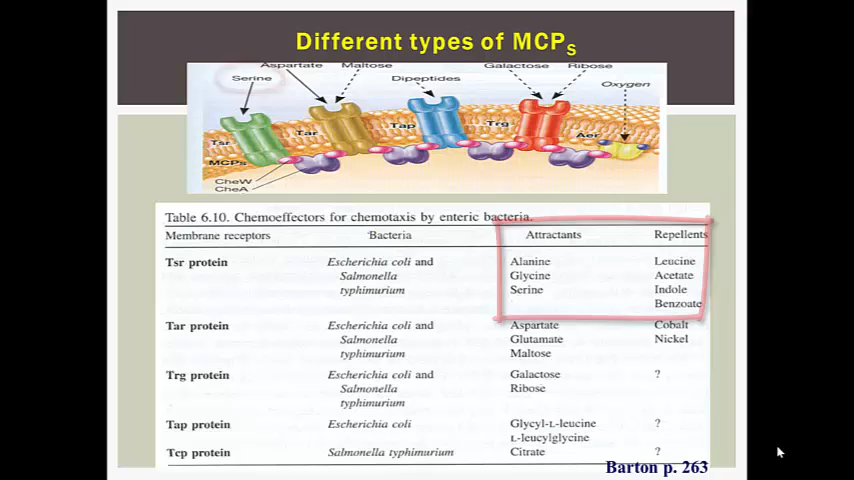 Different types of MCPs
Aspartate Maltose Galactose Ribose
Serine Dipeptides
Oxygen
Tsr Tar Tap Trg Aer
MCPs
CheW
CheA
Table 6.10. Chemoeffectors for chemotaxis by enteric bacteria.
Membrane receptors Bacteria Attractants Repellents
Tsr protein Escherichia coli and Alanine Leucine
Salmonella Glycine Acetate
typhimurium Serine Indole
Benzoate
Tar protein Escherichia coli and Aspartate Cobalt
Salmonella Glutamate Nickel
typhimurium Maltose
Trg protein Escherichia coli and Galactose ?
Salmonella Ribose
typhimurium
Tap protein Escherichia coli Glycyl-L-leucine ?
L-leucylglycine
Tcp protein Salmonella typhimurium Citrate ?
Barton p. 263